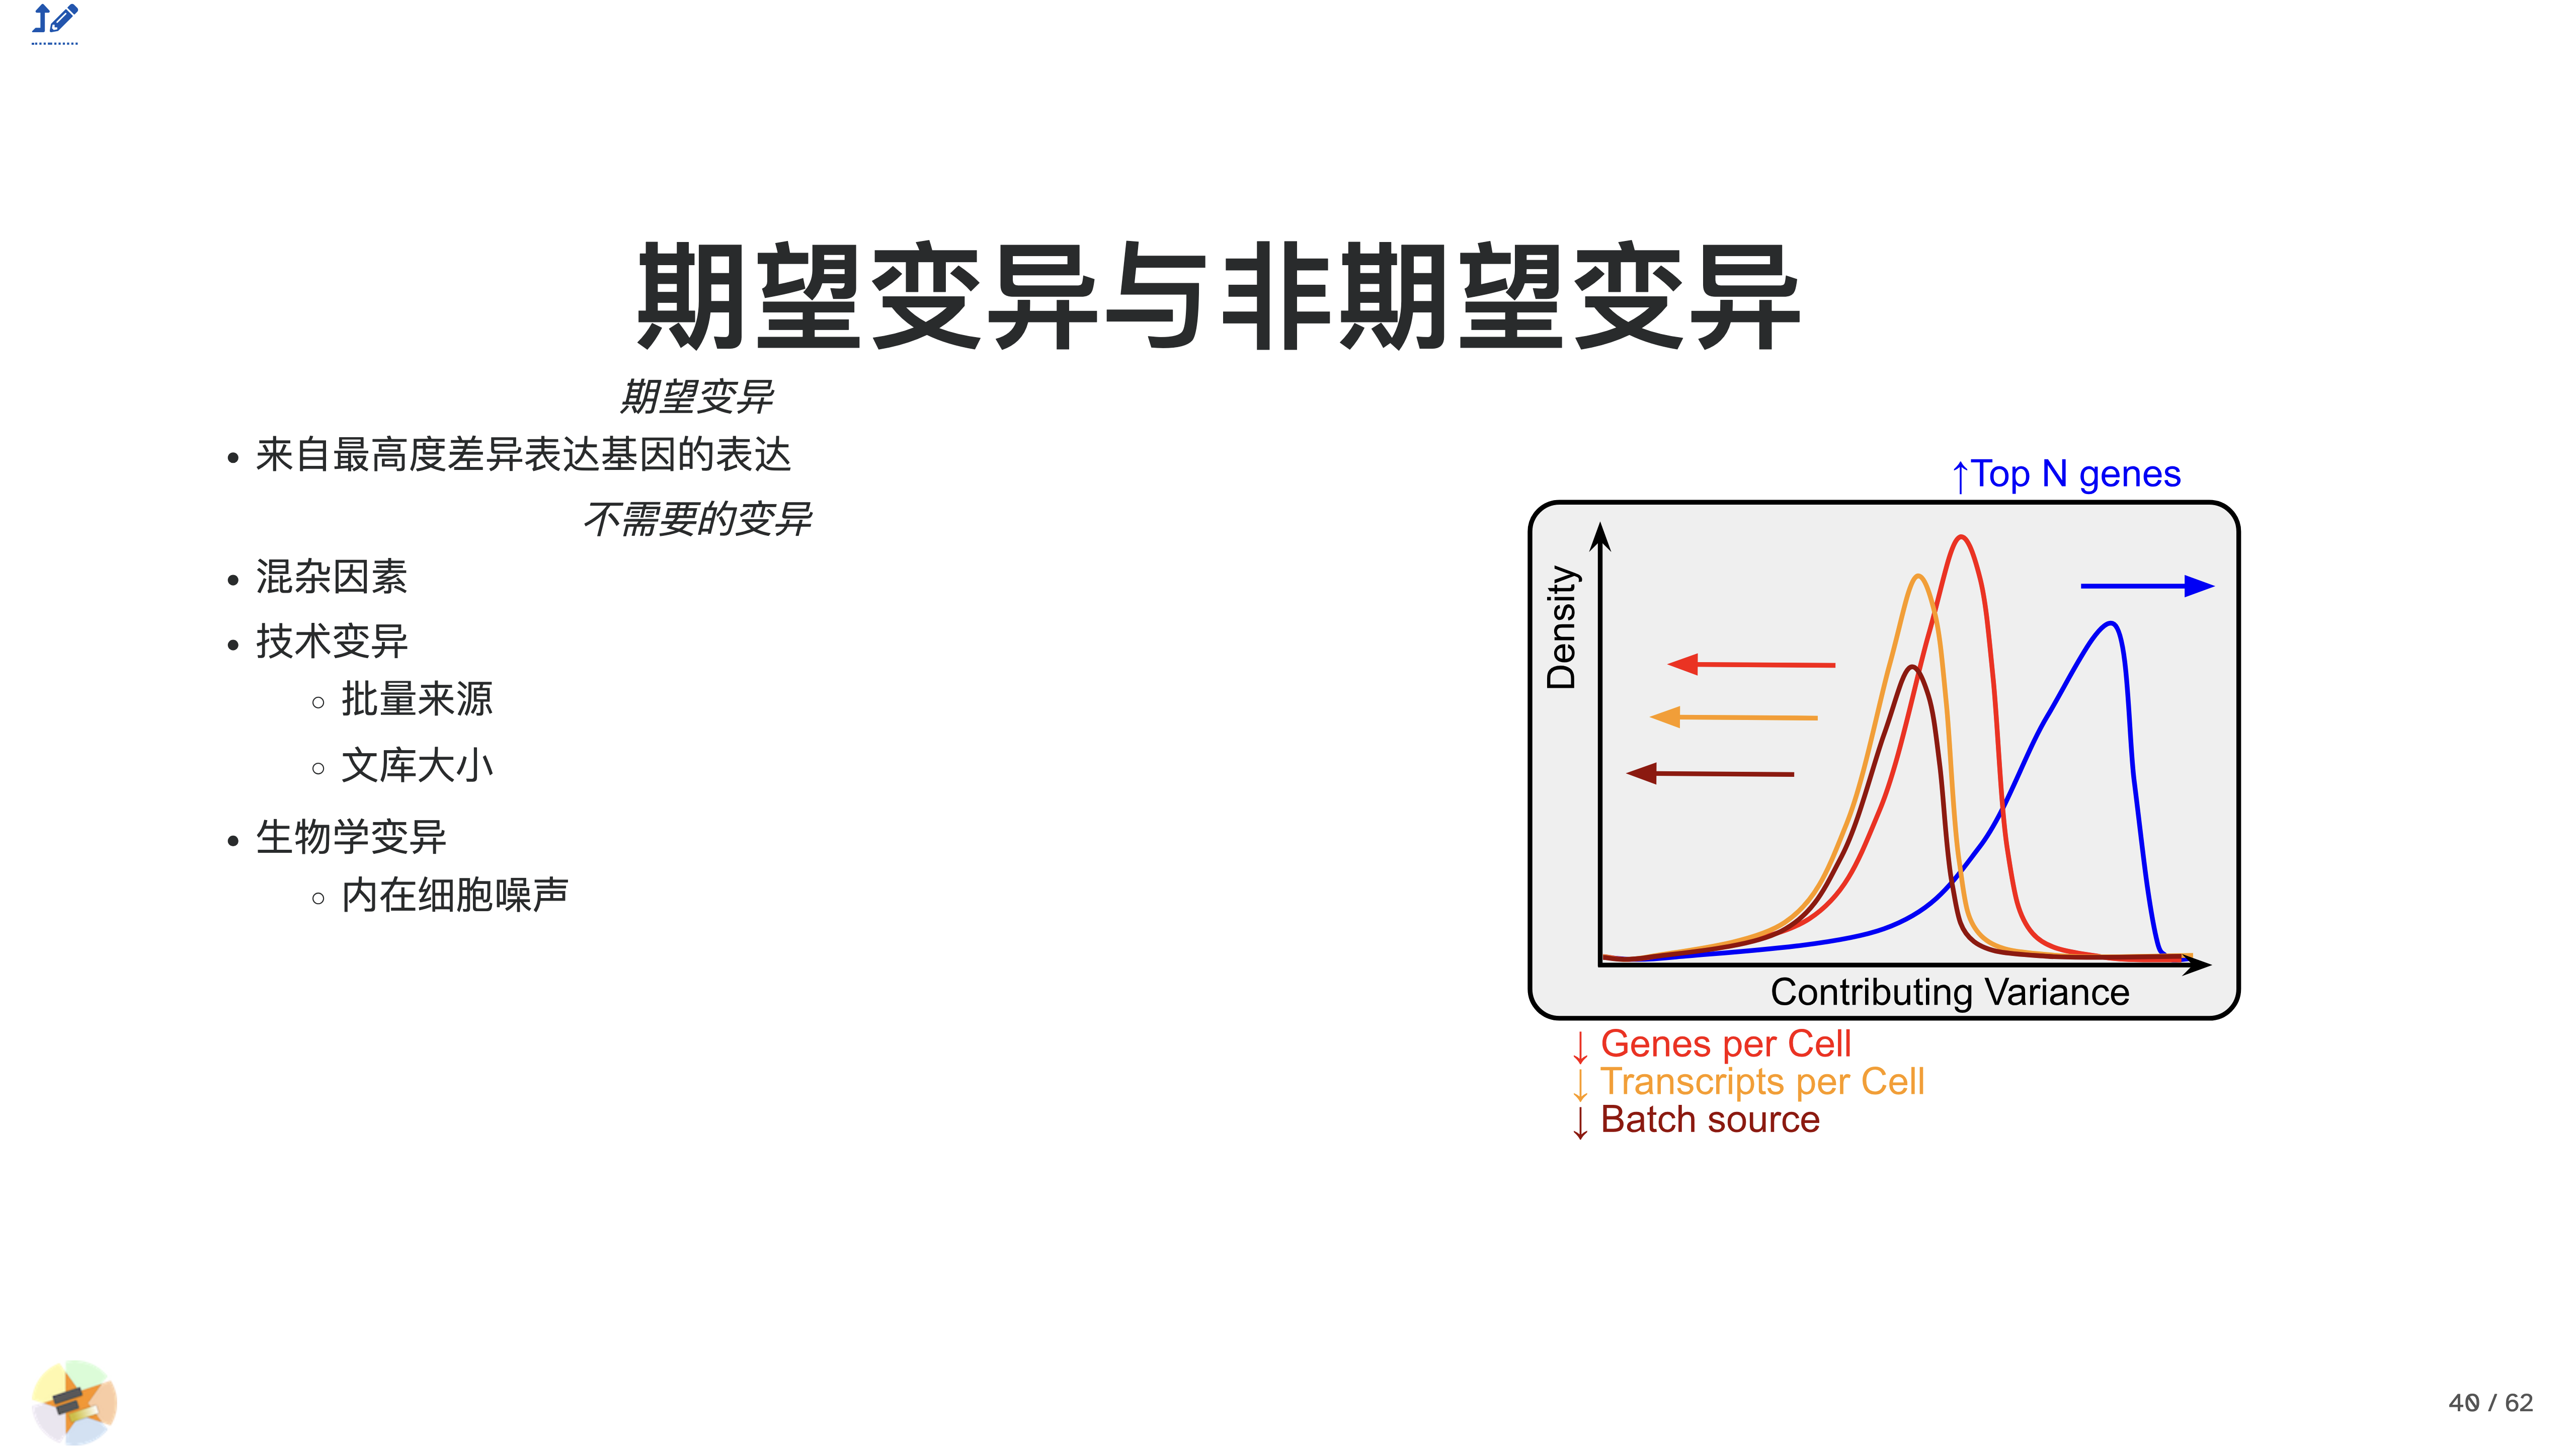 期望变异与非期望变异
期望变异
来自最高度差异表达基因的表达
不需要的变异
混杂因素
技术变异
批量来源
文库大小
生物学变异
内在细胞噪声
↑Top N genes
Density
Contributing Variance
↓ Genes per Cell
↓ Transcripts per Cell
↓ Batch source
40 / 62